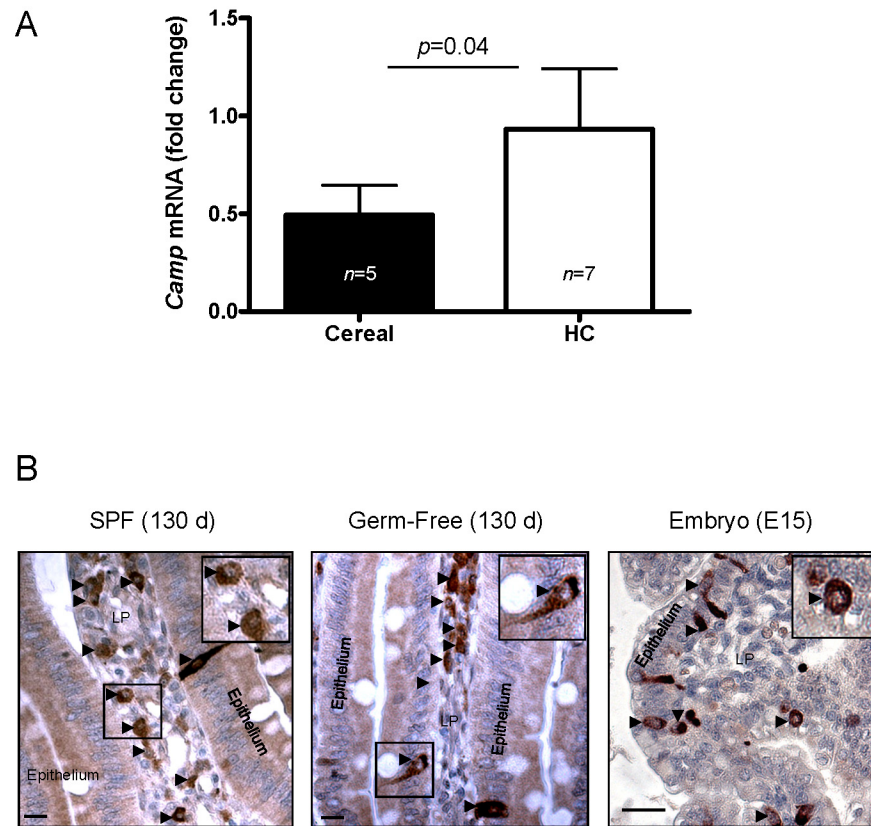 A
Camp mRNA (fold change)
1.5
1.0
0.5
0.0
p=0.04
n=5
n=7
Cereal
HC
B
SPF (130 d)
Germ-Free (130 d)
Embryo (E15)
LP
Epithelium
Epithelium
Epithelium
LP
Epithelium
Epithelium
LP